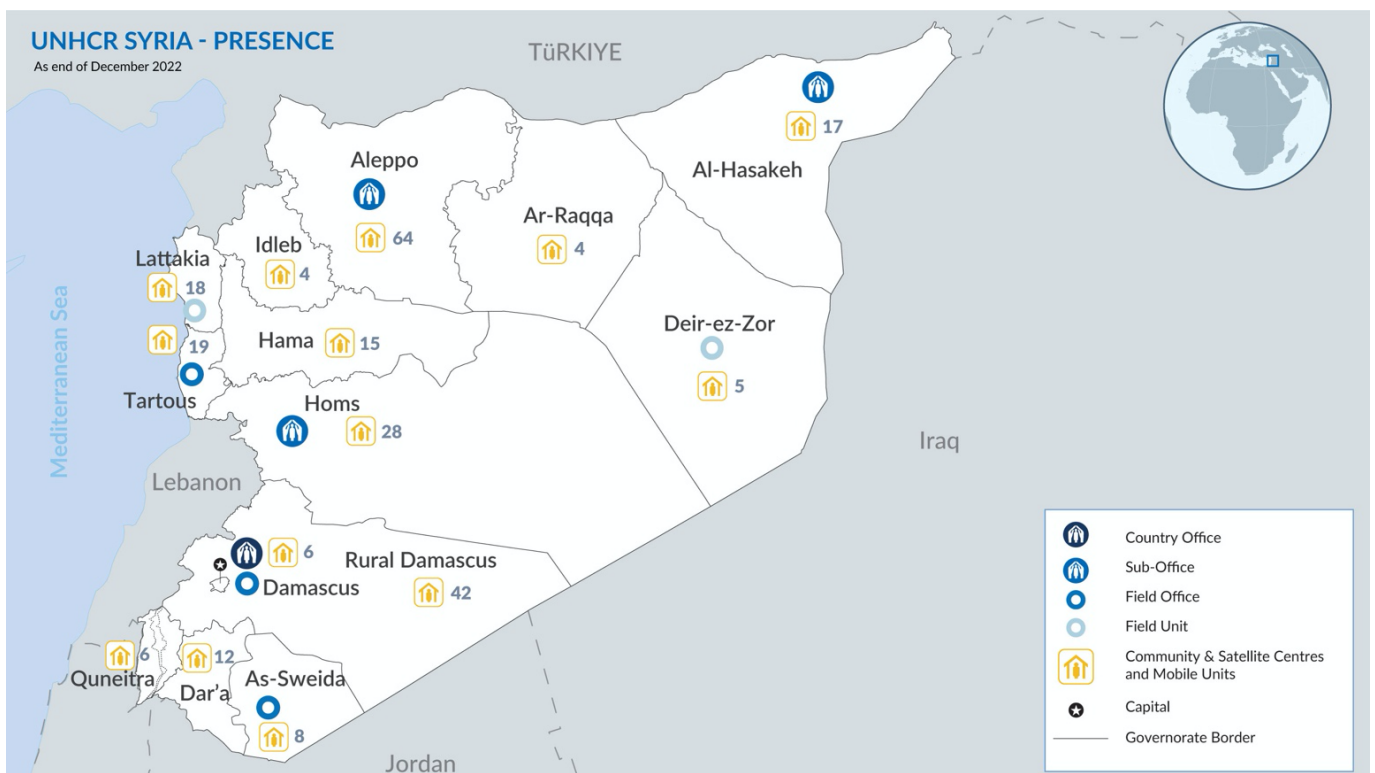 UNHCR SYRIA - PRESENCE
As end of December 2022
TüRKIYE
17
Al-Hasakeh
Aleppo
64
Ar-Raqqa
4
Idleb
4
Lattakia
18
19
Tartous
Hama
15
Deir-ez-Zor
5
Homs
28
Mediterranean Sea
Lebanon
Iraq
6
Damascus
Rural Damascus
42
6
Quneitra
12
Dar'a
As-Sweida
8
Jordan
Country Office
Sub-Office
Field Office
Field Unit
Community & Satellite Centres
and Mobile Units
Capital
Governorate Border